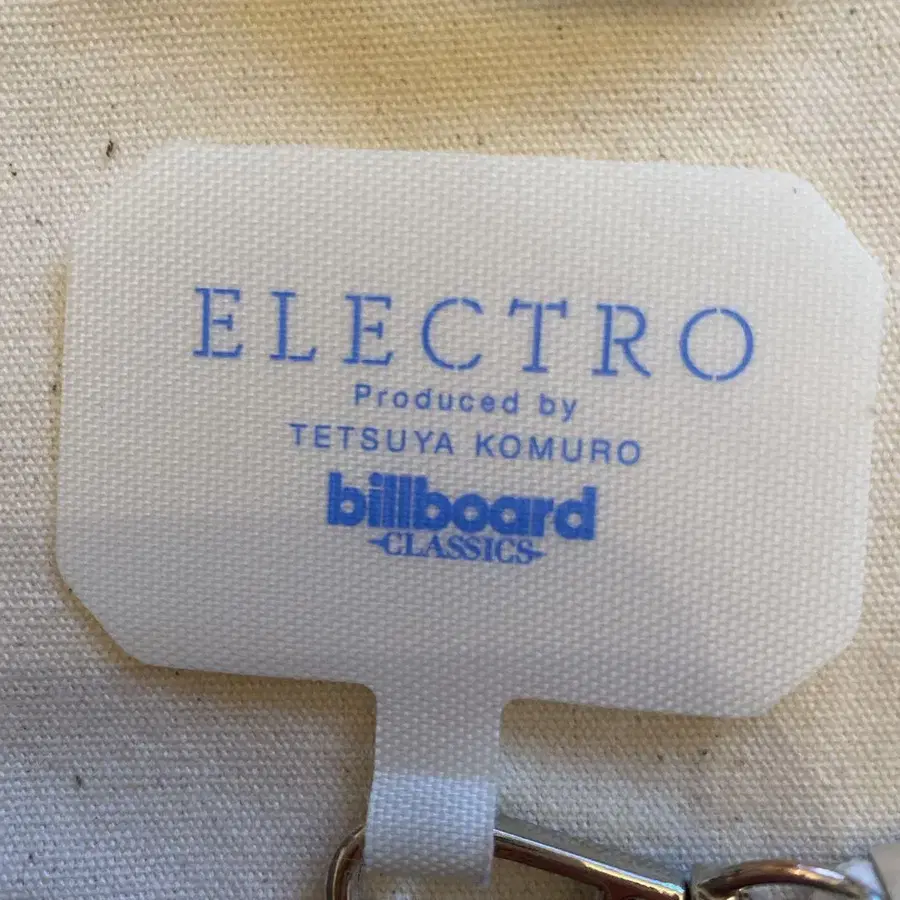 ELECTRO
Produced by
TETSUYA KOMURO
billboard
CLASSICS